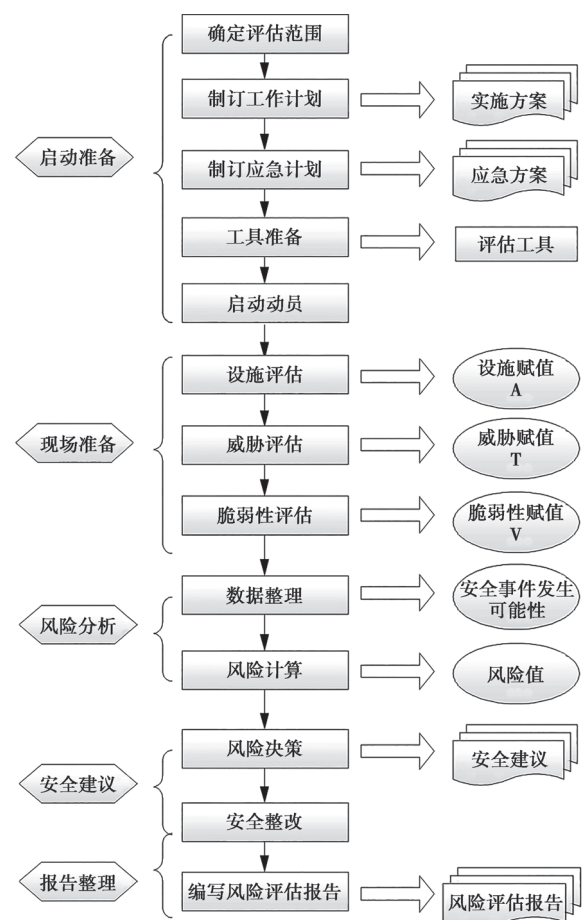 确定评估范围
制订工作计划
实施方案
启动准备
制订应急计划
应急方案
工具准备
评估工具
启动动员
设施评估
设施赋值
A
现场准备
威胁评估
威胁赋值
T
脆弱性评估
脆弱性赋值
V
数据整理
安全事件发生
可能性
风险分析
风险计算
风险值
风险决策
安全建议
安全建议
安全整改
报告整理
编写风险评估报告
风险评估报告